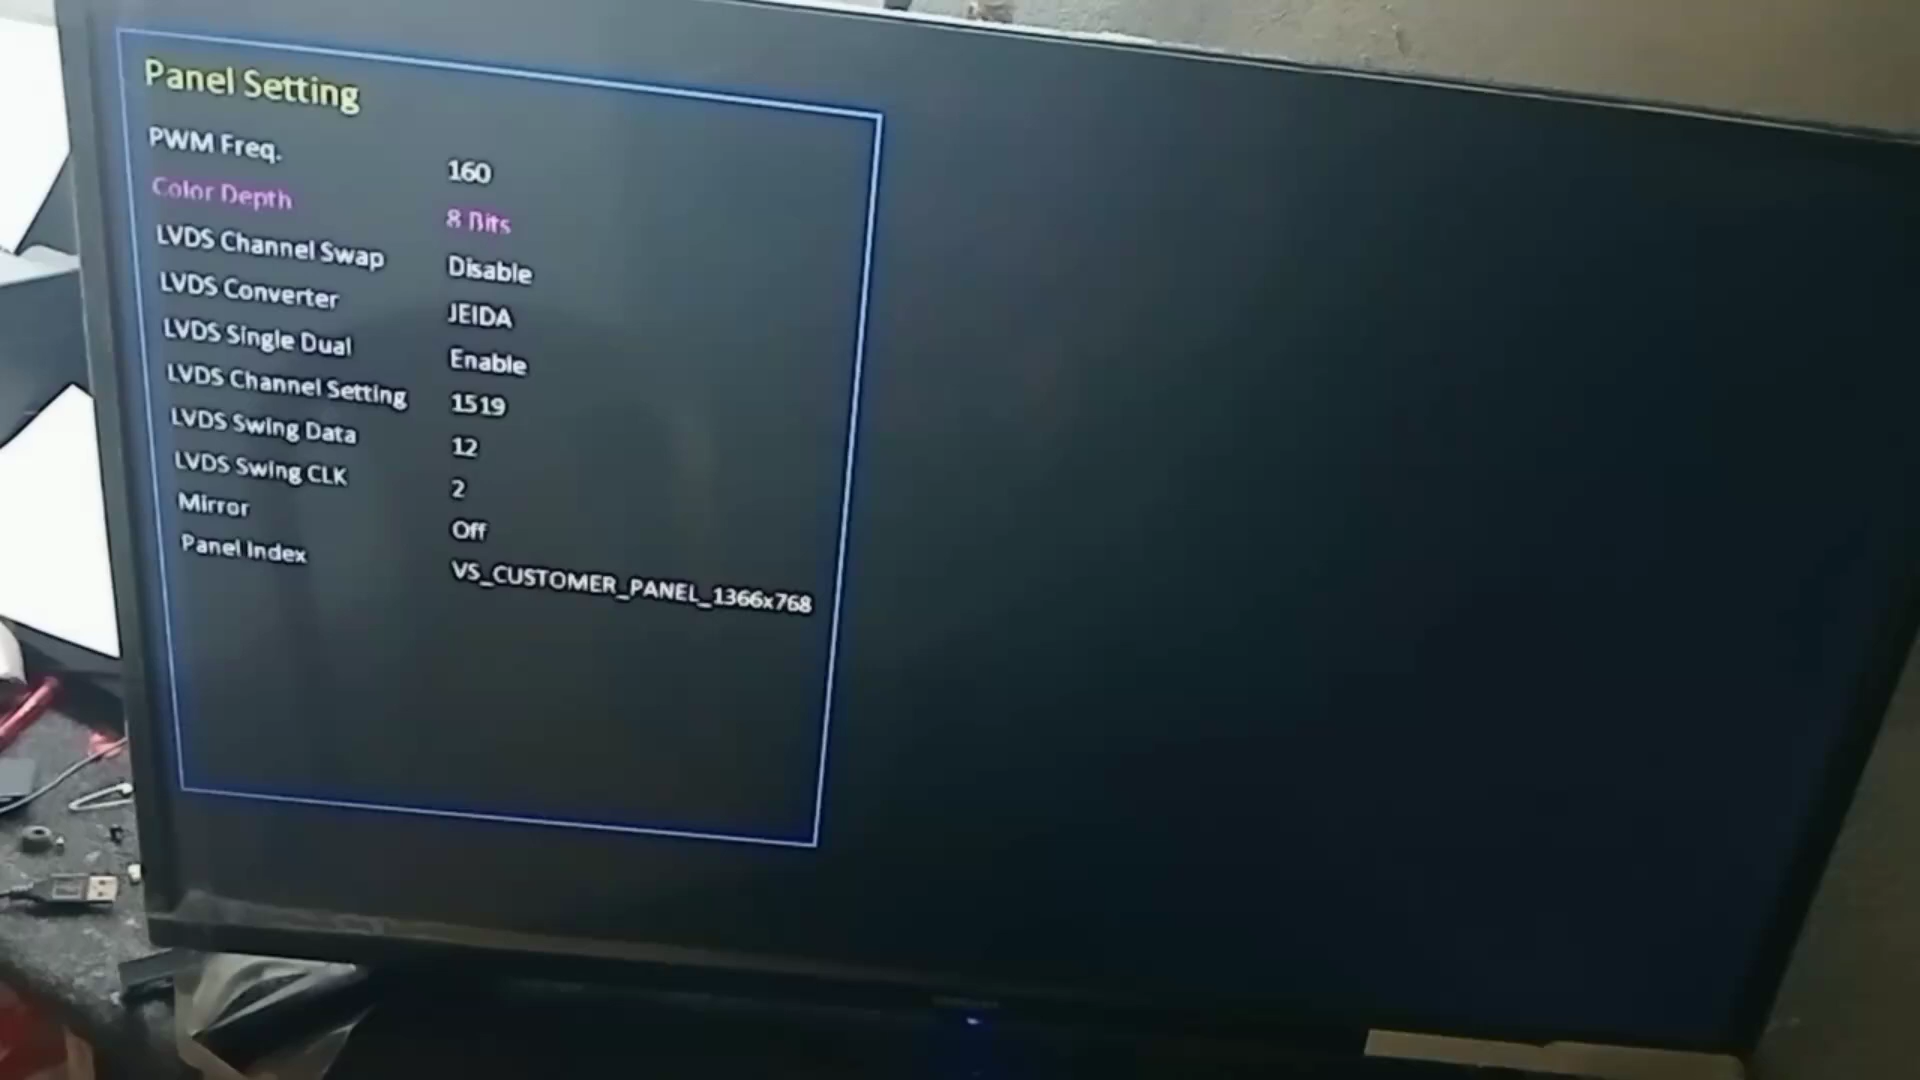 Panel Setting
PWM Freq. 160
Color Depth 8 Bits
LVDS Channel Swap Disable
LVDS Converter JEIDA
LVDS Single Dual Enable
LVDS Channel Setting 1519
LVDS Swing Data 12
LVDS Swing CLK 2
Mirror Off
Panel Index VS_CUSTOMER_PANEL_1366x768